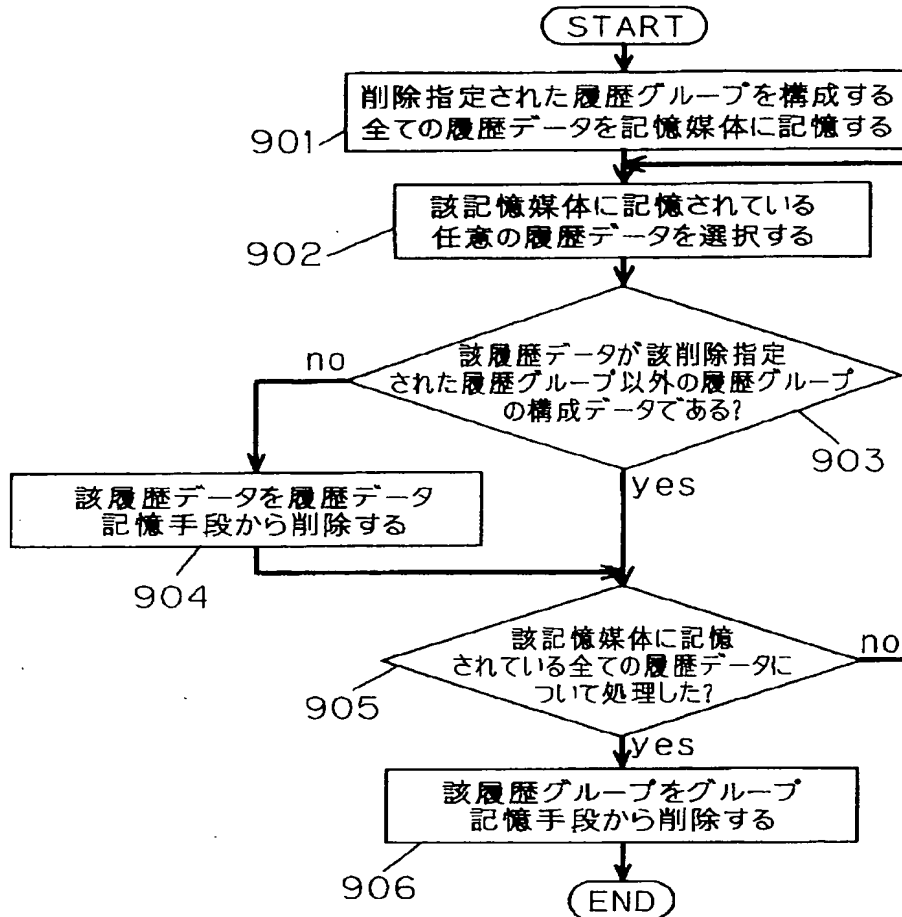 START
削除指定された履歴グループを構成する
全ての履歴データを記憶媒体に記憶する
901
該記憶媒体に記憶されている
任意の履歴データを選択する
902
該履歴データが該削除指定
された履歴グループ以外の履歴グループ
の構成データである?
no
903
yes
該履歴データを履歴データ
記憶手段から削除する
904
該記憶媒体に記憶
されている全ての履歴データに
ついて処理した?
no
905
yes
該履歴グループをグループ
記憶手段から削除する
906
END